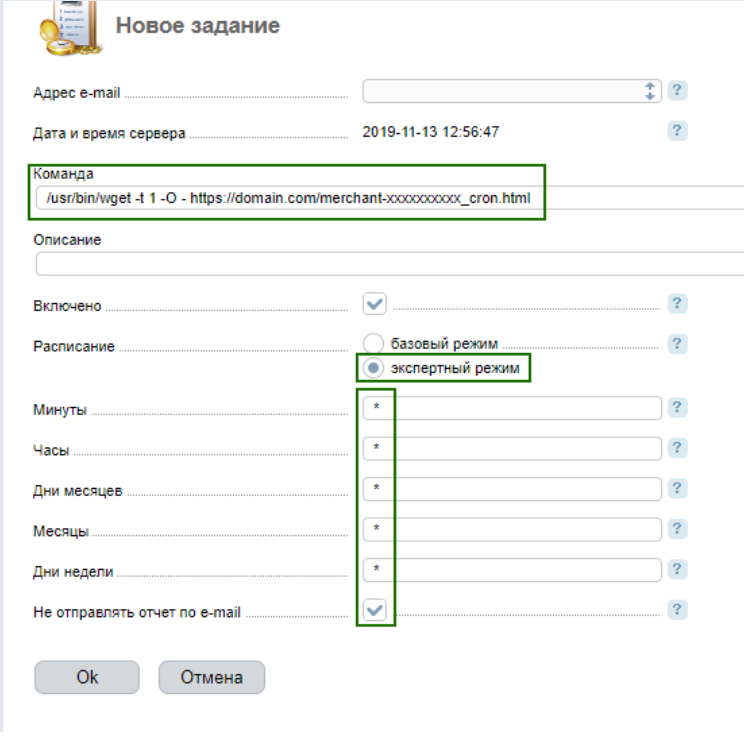 Новое задание
Адрес e-mail ?
Дата и время сервера 2019-11-13 12:56:47 ?
Команда
/usr/bin/wget -t 1 -O - https://domain.com/merchant-xxxxxxxxxx_cron.html
Описание
Включено ?
Расписание базовый режим ?
экспертный режим
Минуты * ?
Часы * ?
Дни месяцев * ?
Месяцы * ?
Дни недели * ?
Не отправлять отчет по e-mail ?
Ok Отмена